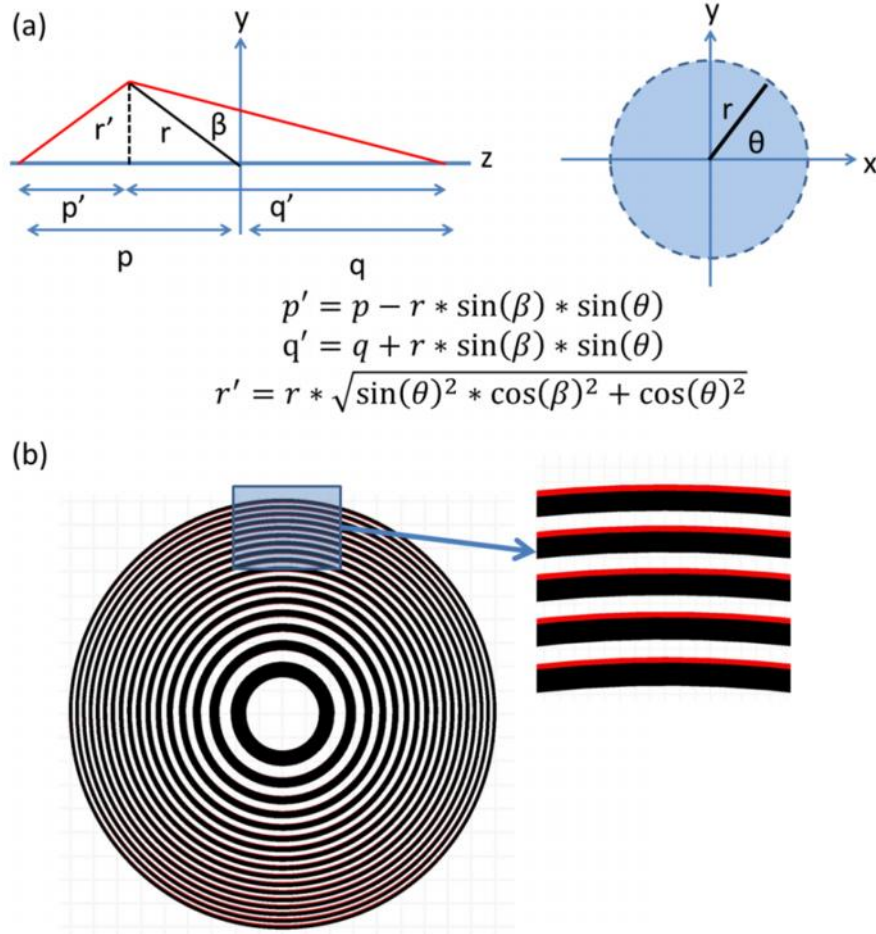 (a)
y
y
r′
r
β
z
r
θ
x
p′
q′
p
q
p′ = p − r ∗ sin(β) ∗ sin(θ)
q′ = q + r ∗ sin(β) ∗ sin(θ)
r′ = r ∗ √(sin(θ)² ∗ cos(β)² + cos(θ)²)
(b)